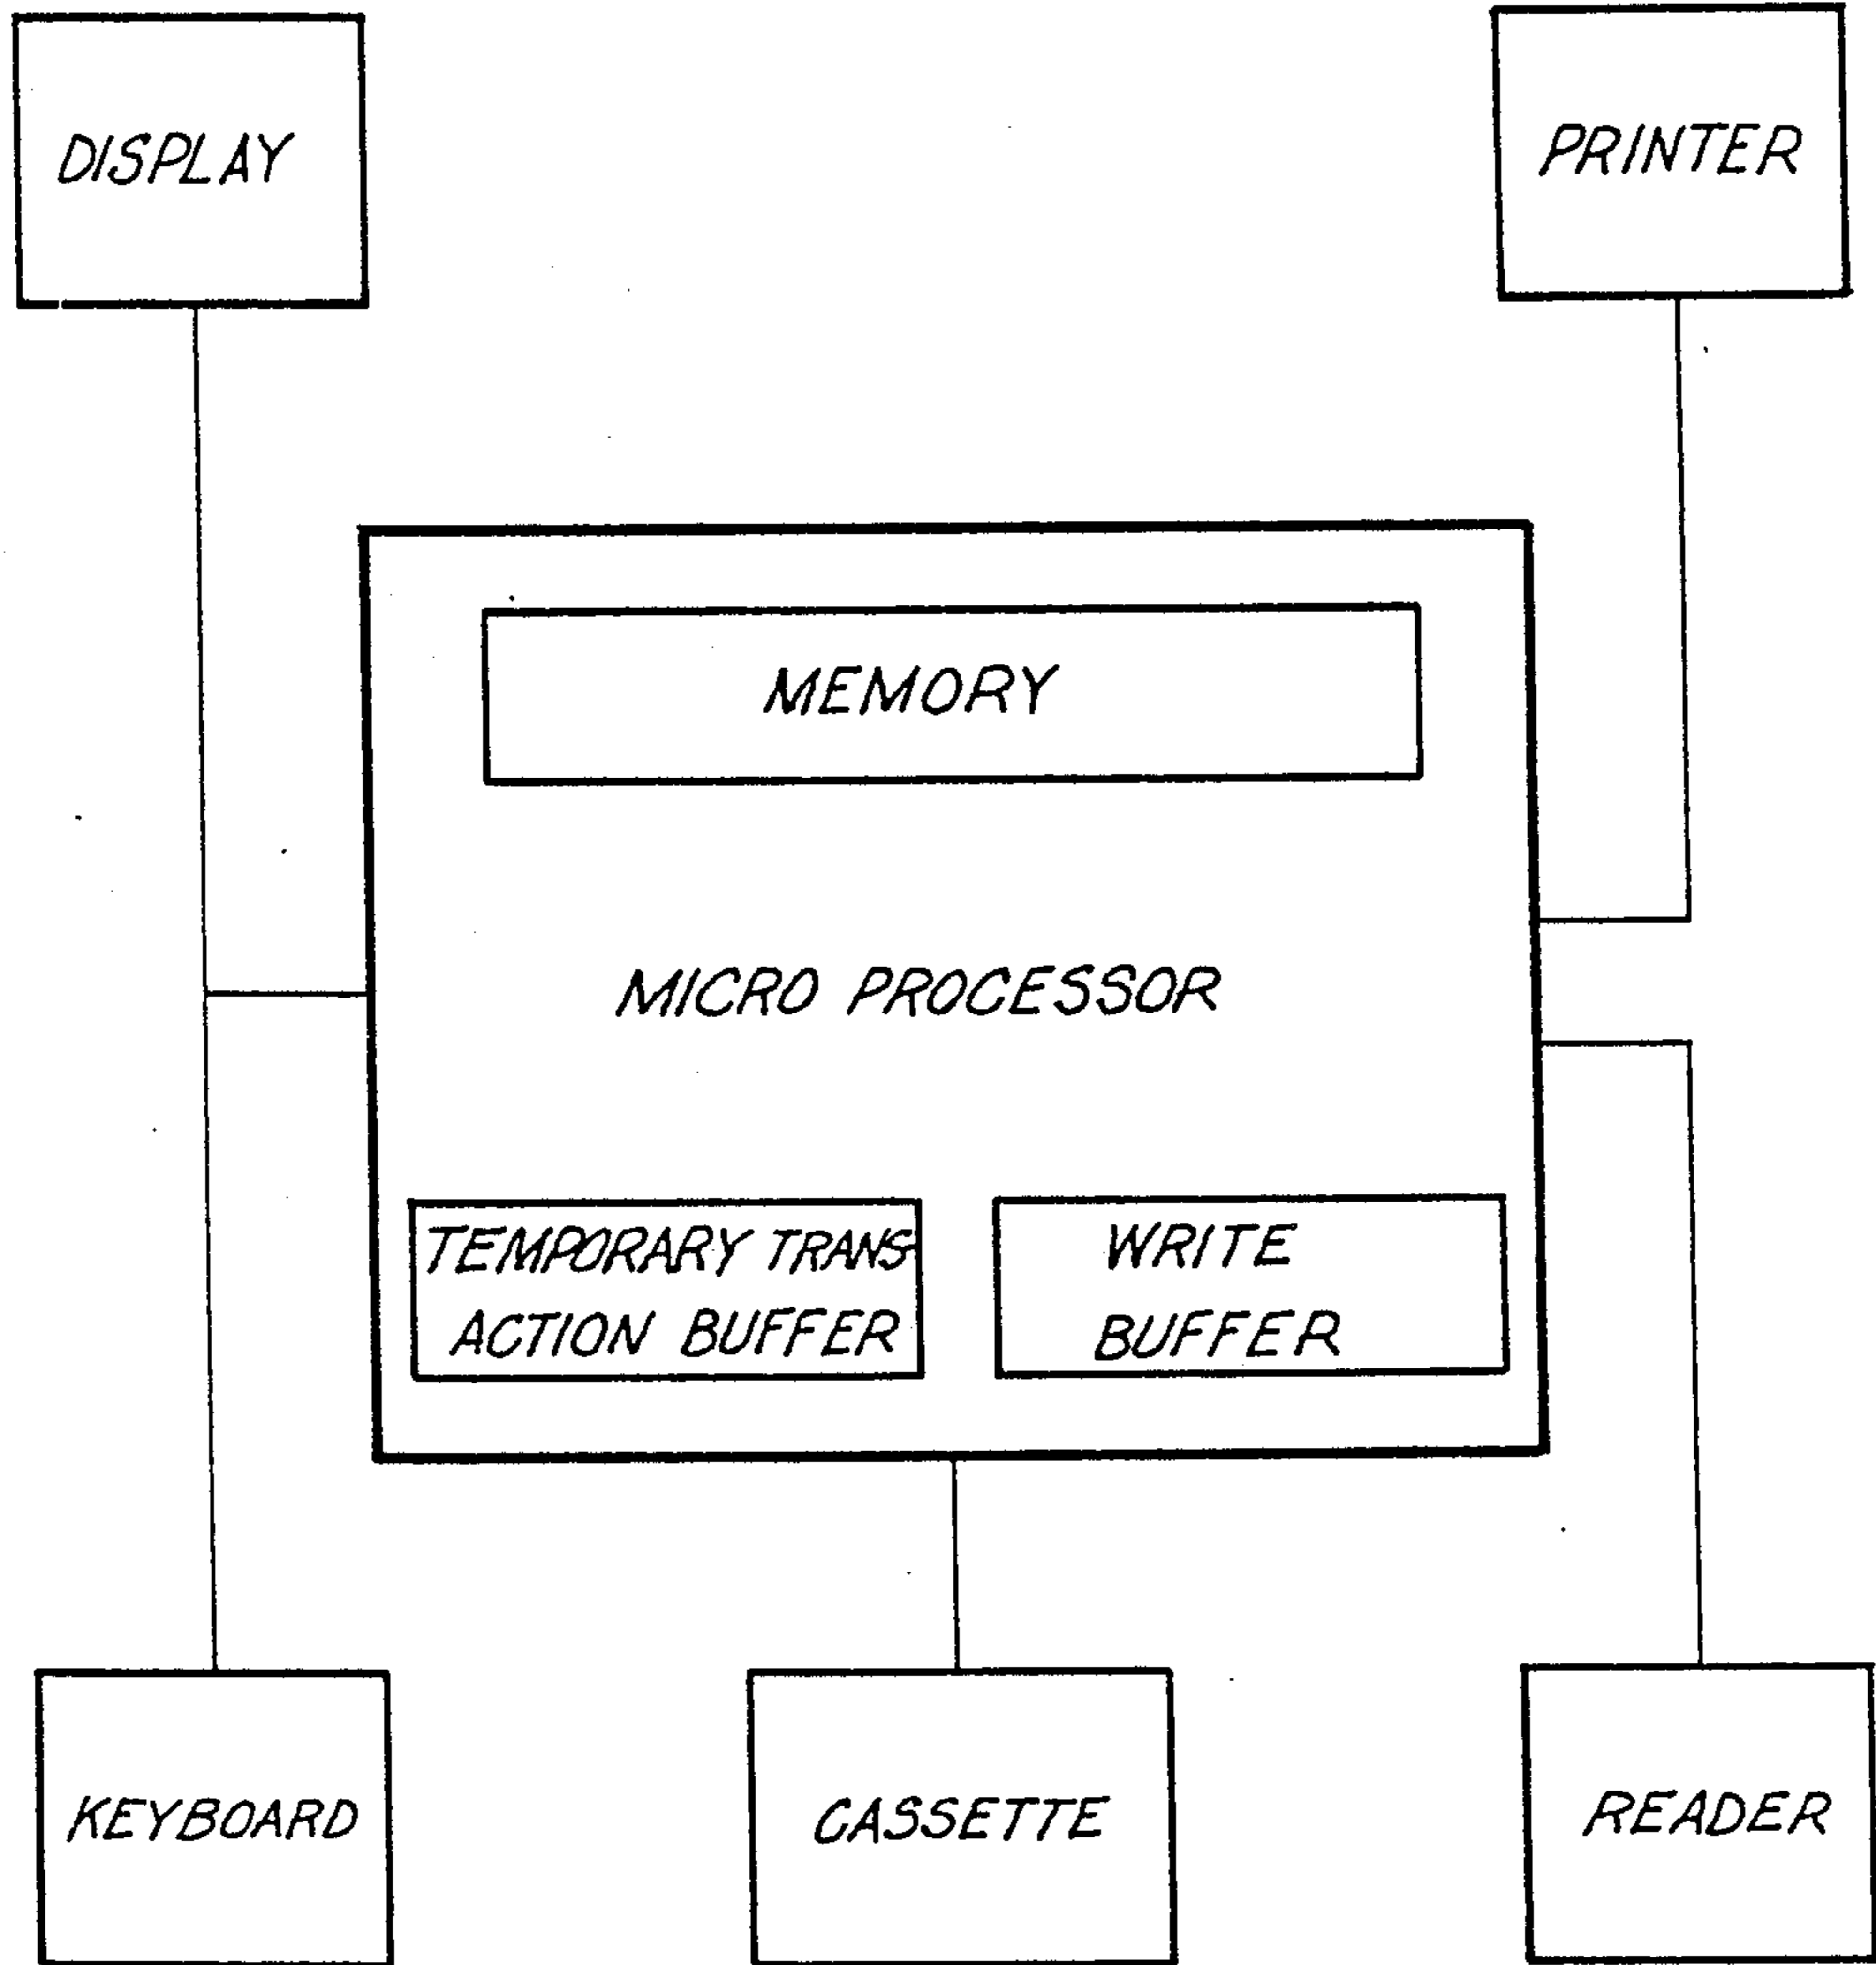 DISPLAY
PRINTER
MEMORY
MICRO PROCESSOR
TEMPORARY TRANS-
ACTION BUFFER
WRITE
BUFFER
KEYBOARD
CASSETTE
READER